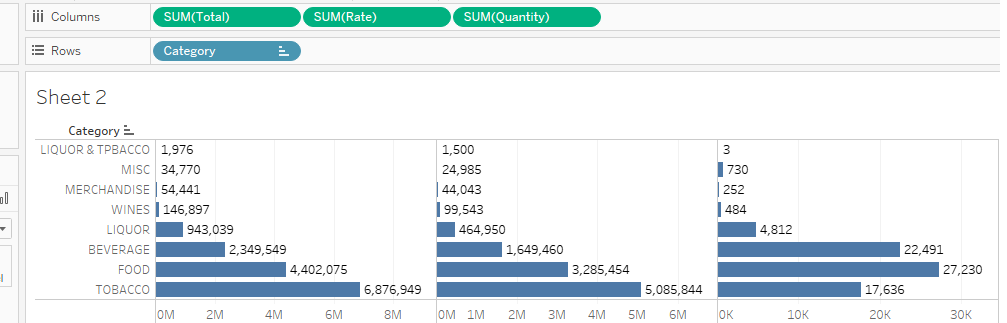 Columns SUM(Total) SUM(Rate) SUM(Quantity)
Rows Category
Sheet 2
Category
LIQUOR & TPBACCO 1,976 1,500 3
MISC 34,770 24,985 730
MERCHANDISE 54,441 44,043 252
WINES 146,897 99,543 484
LIQUOR 943,039 464,950 4,812
BEVERAGE 2,349,549 1,649,460 22,491
FOOD 4,402,075 3,285,454 27,230
TOBACCO 6,876,949 5,085,844 17,636
0M 2M 4M 6M 8M 0M 1M 2M 3M 4M 5M 6M 0K 10K 20K 30K